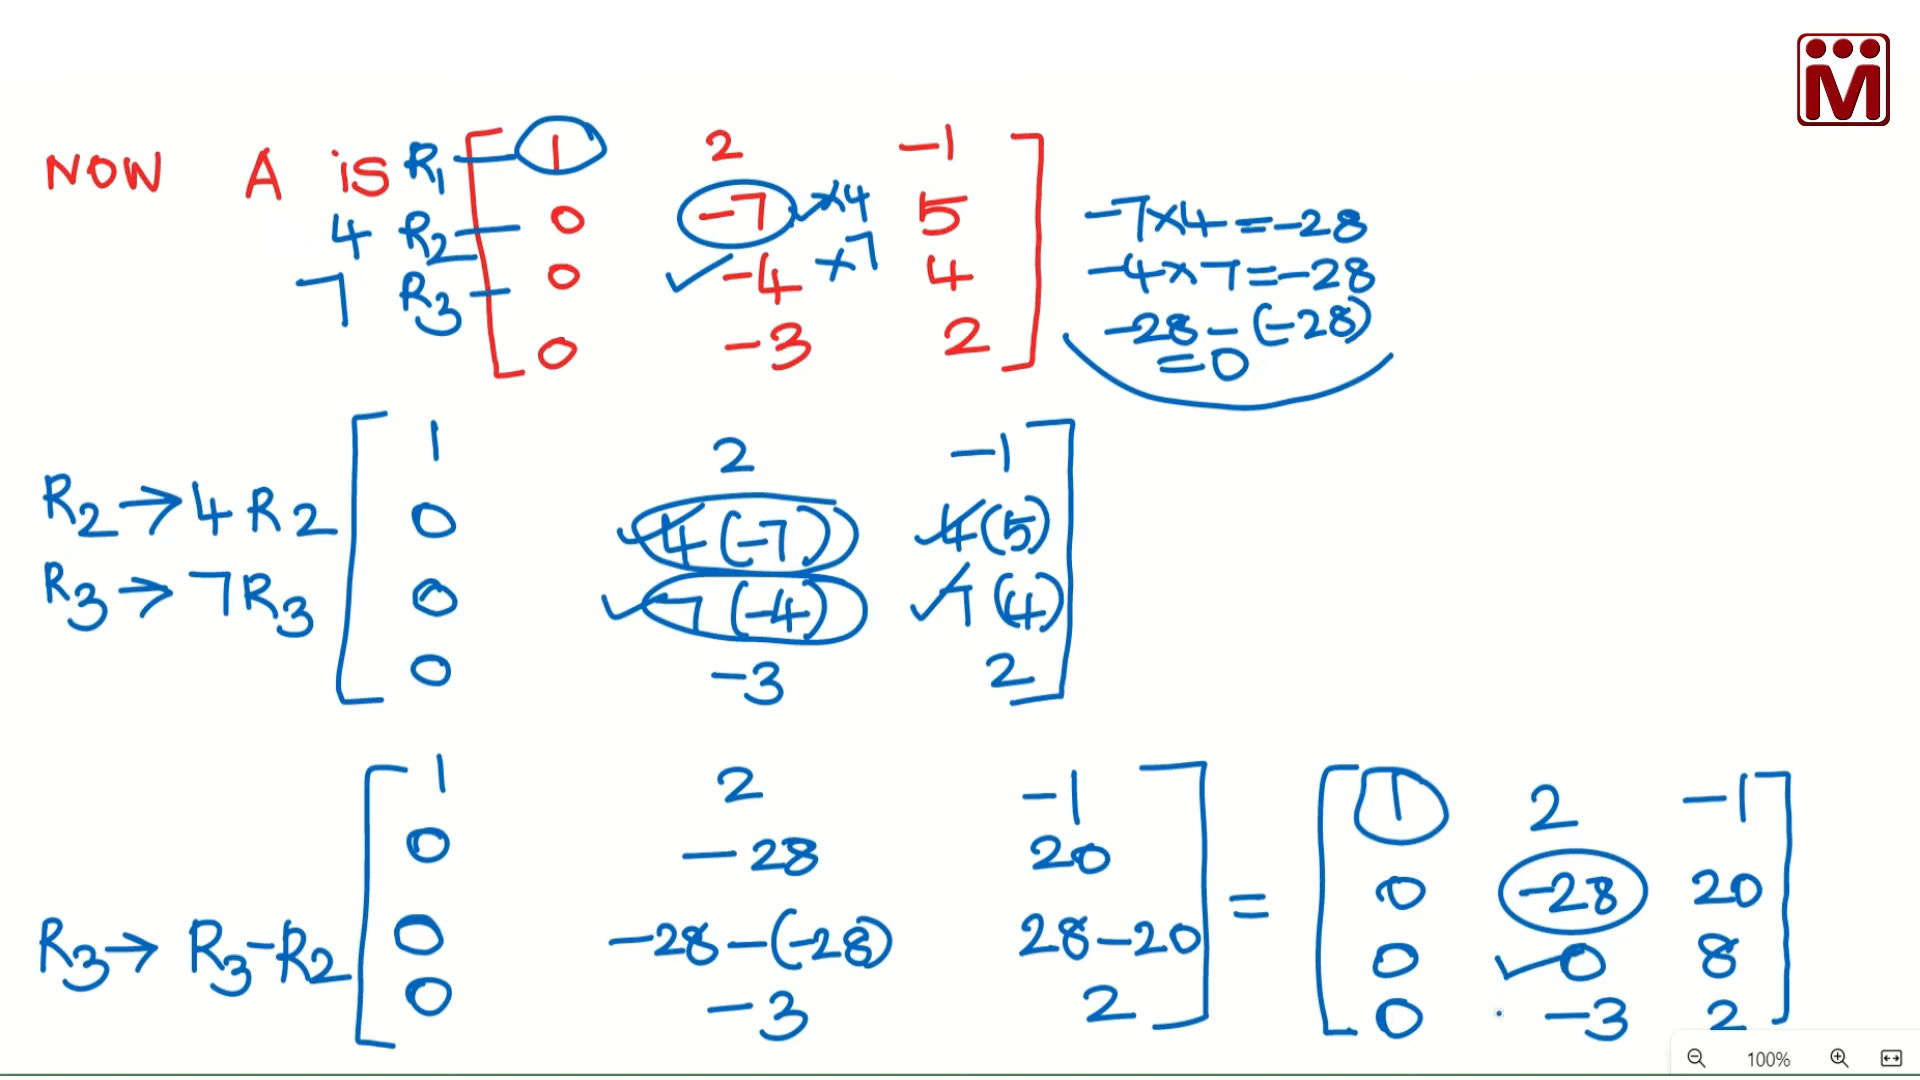 M
NOW A is R1 [ 1 2 -1 ]
4 R2 0 -7 ×4 5 -7×4=-28
7 R3 0 -4 ×7 4 -4×7=-28
0 -3 2 -28-(-28)
=0
1 2 -1
R2→4R2 0 4(-7) 4(5)
R3→7R3 0 7(-4) 7(4)
0 -3 2
1 2 -1 1 2 -1
0 -28 20 = 0 -28 20
R3→R3-R2 0 -28-(-28) 28-20 0 0 8
0 -3 2 0 -3 2
100%